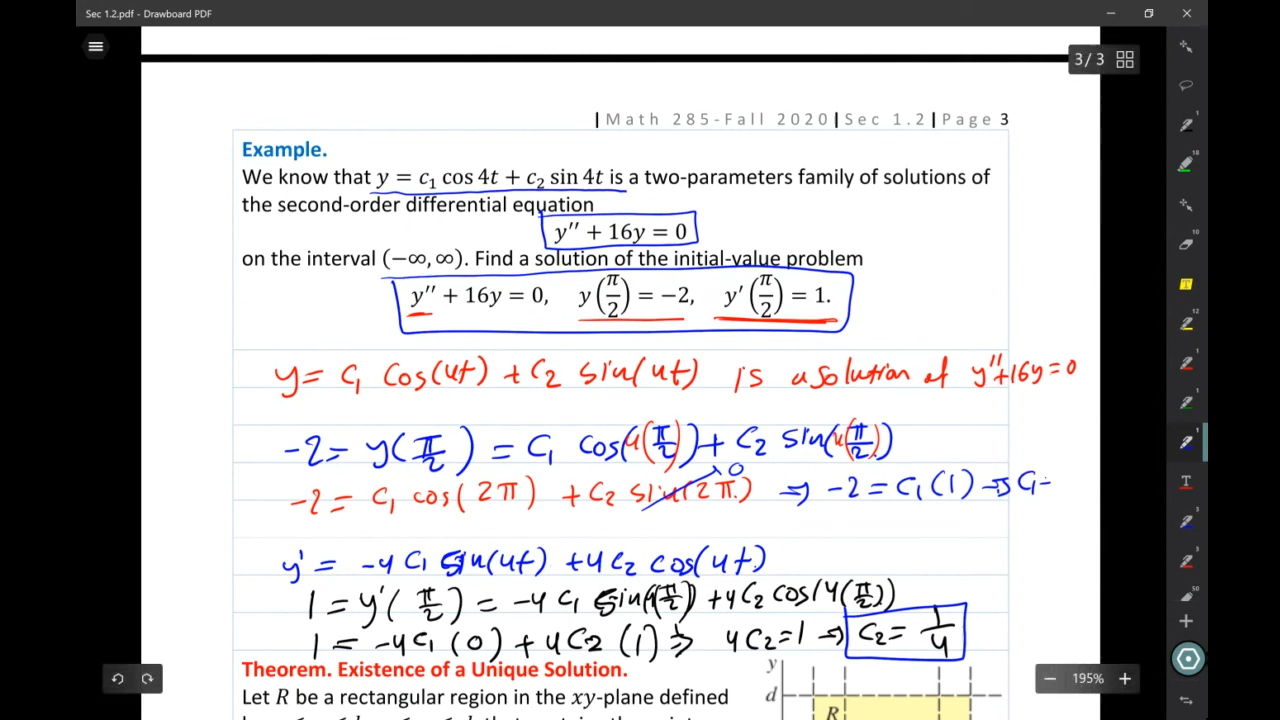 Sec 1.2.pdf - Drawboard PDF
3/3
|Math 285-Fall 2020|Sec 1.2|Page 3
Example.
We know that y = c₁ cos 4t + c₂ sin 4t is a two-parameters family of solutions of
the second-order differential equation
y′′ + 16y = 0
on the interval (−∞, ∞). Find a solution of the initial-value problem
y′′ + 16y = 0, y(π/2) = −2, y′(π/2) = 1.
y = C₁ cos(4t) + C₂ sin(4t) is a solution of y′′+16y=0
-2 = y(π/2) = C₁ cos(4(π/2)) + C₂ sin(4(π/2))
-2 = C₁ cos(2π) + C₂ sin(2π) 0 ⇒ -2 = C₁(1) ⇒ C₁=
y′ = -4C₁ sin(4t) + 4C₂ cos(4t)
1 = y′(π/2) = -4C₁ sin(4(π/2)) + 4C₂ cos(4(π/2))
1 = -4C₁(0) + 4C₂(1) ⇒ 4C₂=1 ⇒ C₂ = 1/4
Theorem. Existence of a Unique Solution.
Let R be a rectangular region in the xy-plane defined
y
d
R
195%